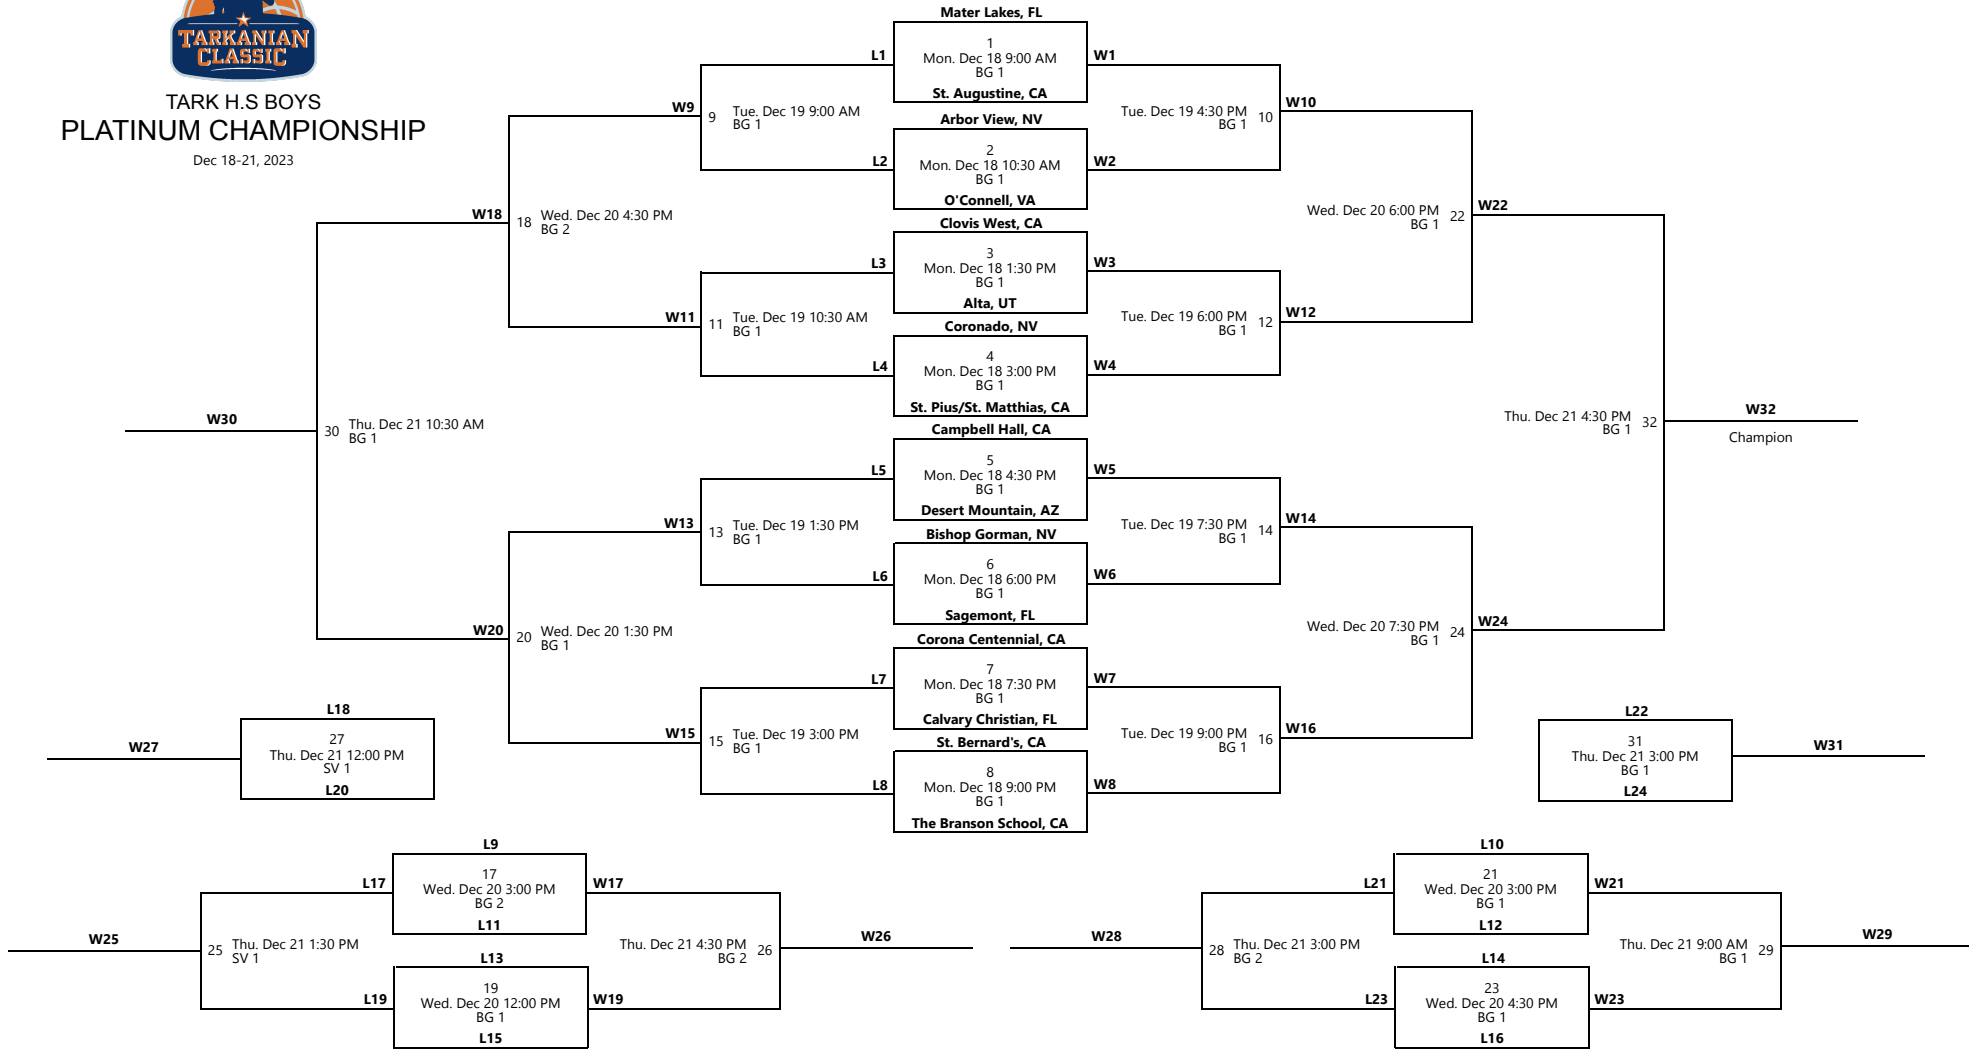 TARKANIAN
CLASSIC
TARK H.S BOYS
PLATINUM CHAMPIONSHIP
Dec 18-21, 2023
Mater Lakes, FL
1
Mon. Dec 18 9:00 AM
BG 1
St. Augustine, CA
L1
W1
Arbor View, NV
2
Mon. Dec 18 10:30 AM
BG 1
O'Connell, VA
L2
W2
Clovis West, CA
3
Mon. Dec 18 1:30 PM
BG 1
Alta, UT
L3
W3
Coronado, NV
4
Mon. Dec 18 3:00 PM
BG 1
St. Pius/St. Matthias, CA
L4
W4
Campbell Hall, CA
5
Mon. Dec 18 4:30 PM
BG 1
Desert Mountain, AZ
L5
W5
Bishop Gorman, NV
6
Mon. Dec 18 6:00 PM
BG 1
Sagemont, FL
L6
W6
Corona Centennial, CA
7
Mon. Dec 18 7:30 PM
BG 1
Calvary Christian, FL
L7
W7
St. Bernard's, CA
8
Mon. Dec 18 9:00 PM
BG 1
The Branson School, CA
L8
W8
W9
9 Tue. Dec 19 9:00 AM
BG 1
W11
11 Tue. Dec 19 10:30 AM
BG 1
W13
13 Tue. Dec 19 1:30 PM
BG 1
W15
15 Tue. Dec 19 3:00 PM
BG 1
W18
18 Wed. Dec 20 4:30 PM
BG 2
W20
20 Wed. Dec 20 1:30 PM
BG 1
W30
30 Thu. Dec 21 10:30 AM
BG 1
Tue. Dec 19 4:30 PM 10
BG 1
W10
Tue. Dec 19 6:00 PM 12
BG 1
W12
Tue. Dec 19 7:30 PM 14
BG 1
W14
Tue. Dec 19 9:00 PM 16
BG 1
W16
Wed. Dec 20 6:00 PM 22
BG 1
W22
Wed. Dec 20 7:30 PM 24
BG 1
W24
Thu. Dec 21 4:30 PM 32
BG 1
W32
Champion
L18
27
Thu. Dec 21 12:00 PM
SV 1
L20
W27
L22
31
Thu. Dec 21 3:00 PM
BG 1
L24
W31
L9
17
Wed. Dec 20 3:00 PM
BG 2
L11
L17
W17
L13
19
Wed. Dec 20 12:00 PM
BG 1
L15
L19
W19
W25
25 Thu. Dec 21 1:30 PM
SV 1
Thu. Dec 21 4:30 PM 26
BG 2
W26
L10
21
Wed. Dec 20 3:00 PM
BG 1
L12
L21
W21
L14
23
Wed. Dec 20 4:30 PM
BG 1
L16
L23
W23
W28
28 Thu. Dec 21 3:00 PM
BG 2
Thu. Dec 21 9:00 AM 29
BG 1
W29